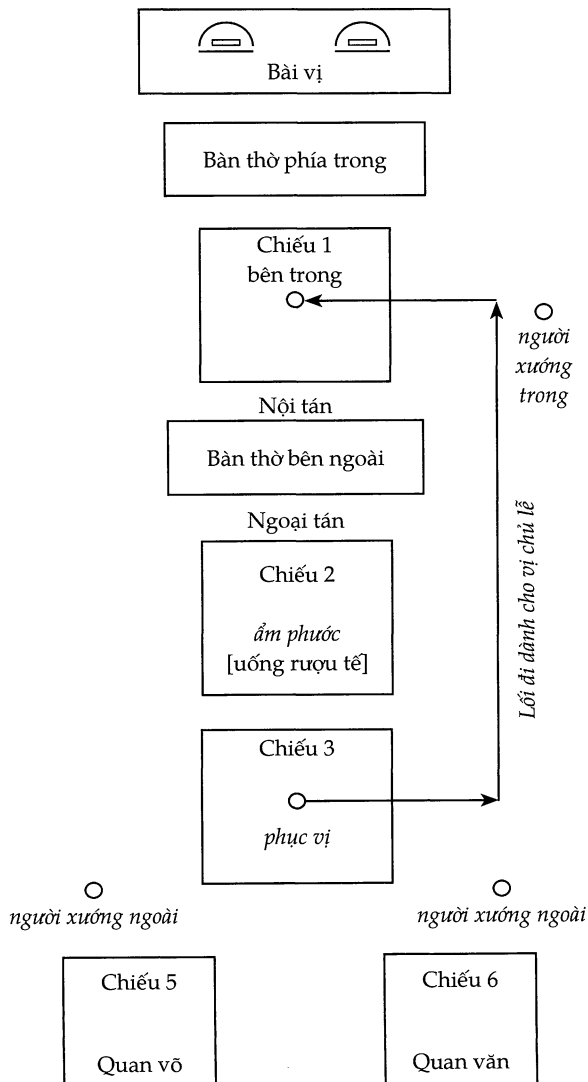 Bài vị
Bàn thờ phía trong
Chiếu 1
bên trong
người
xướng
trong
Nội tán
Bàn thờ bên ngoài
Ngoại tán
Chiếu 2
ẩm phước
[uống rượu tế]
Lối đi dành cho vị chủ lễ
Chiếu 3
phục vị
người xướng ngoài
người xướng ngoài
Chiếu 5
Quan võ
Chiếu 6
Quan văn